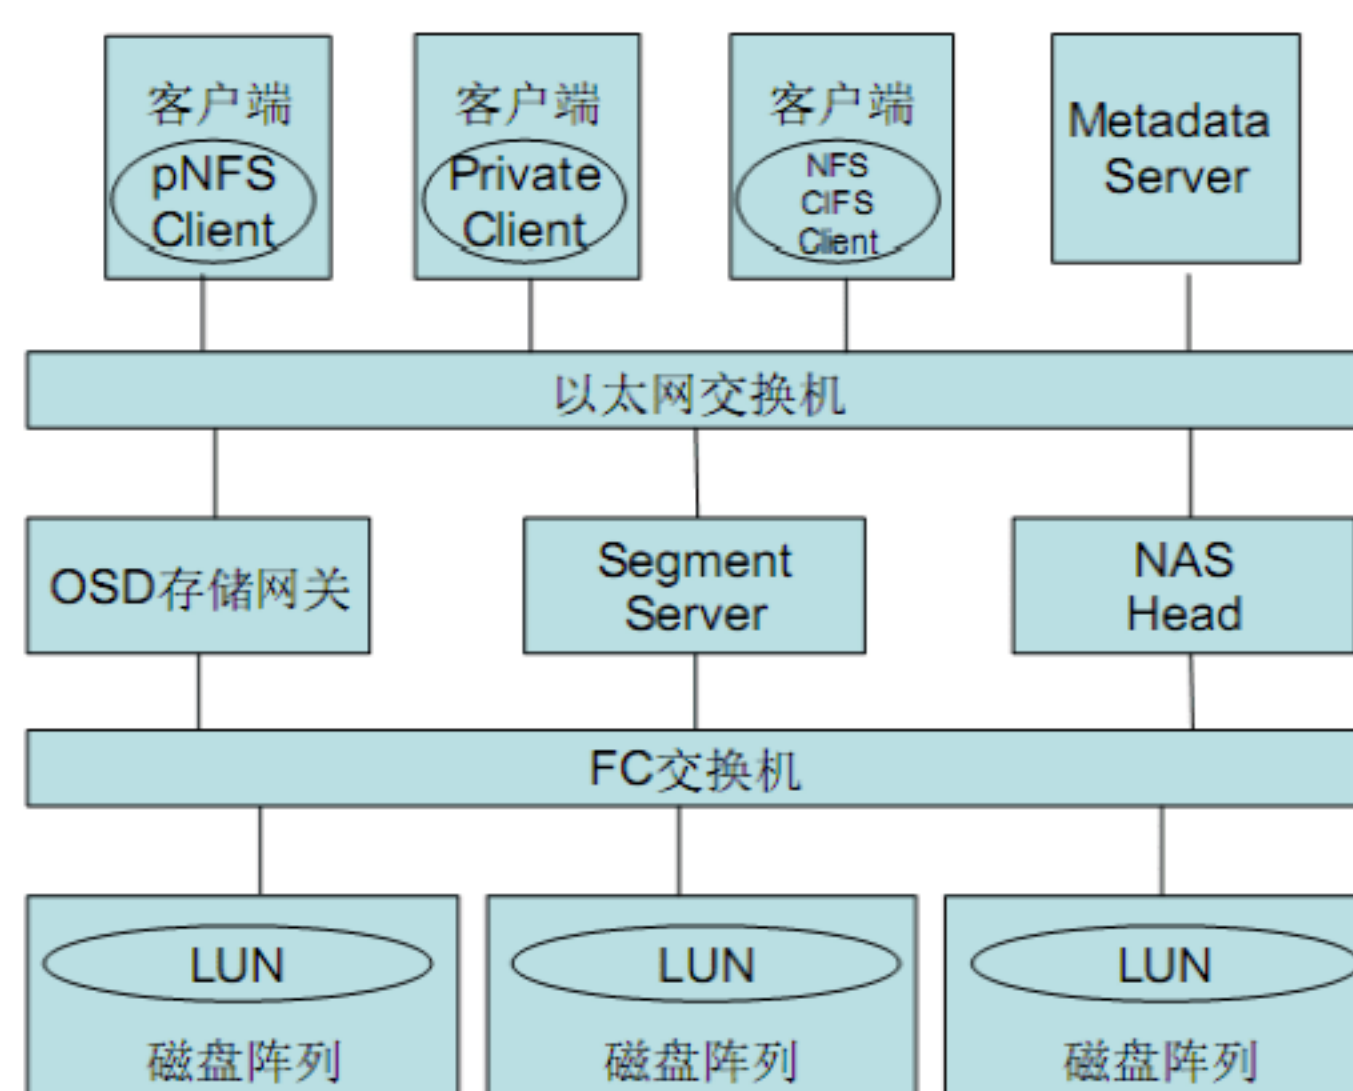 客户端
pNFS
Client
客户端
Private
Client
客户端
NFS
CIFS
Client
Metadata
Server
以太网交换机
OSD存储网关
Segment
Server
NAS
Head
FC交换机
LUN
磁盘阵列
LUN
磁盘阵列
LUN
磁盘阵列